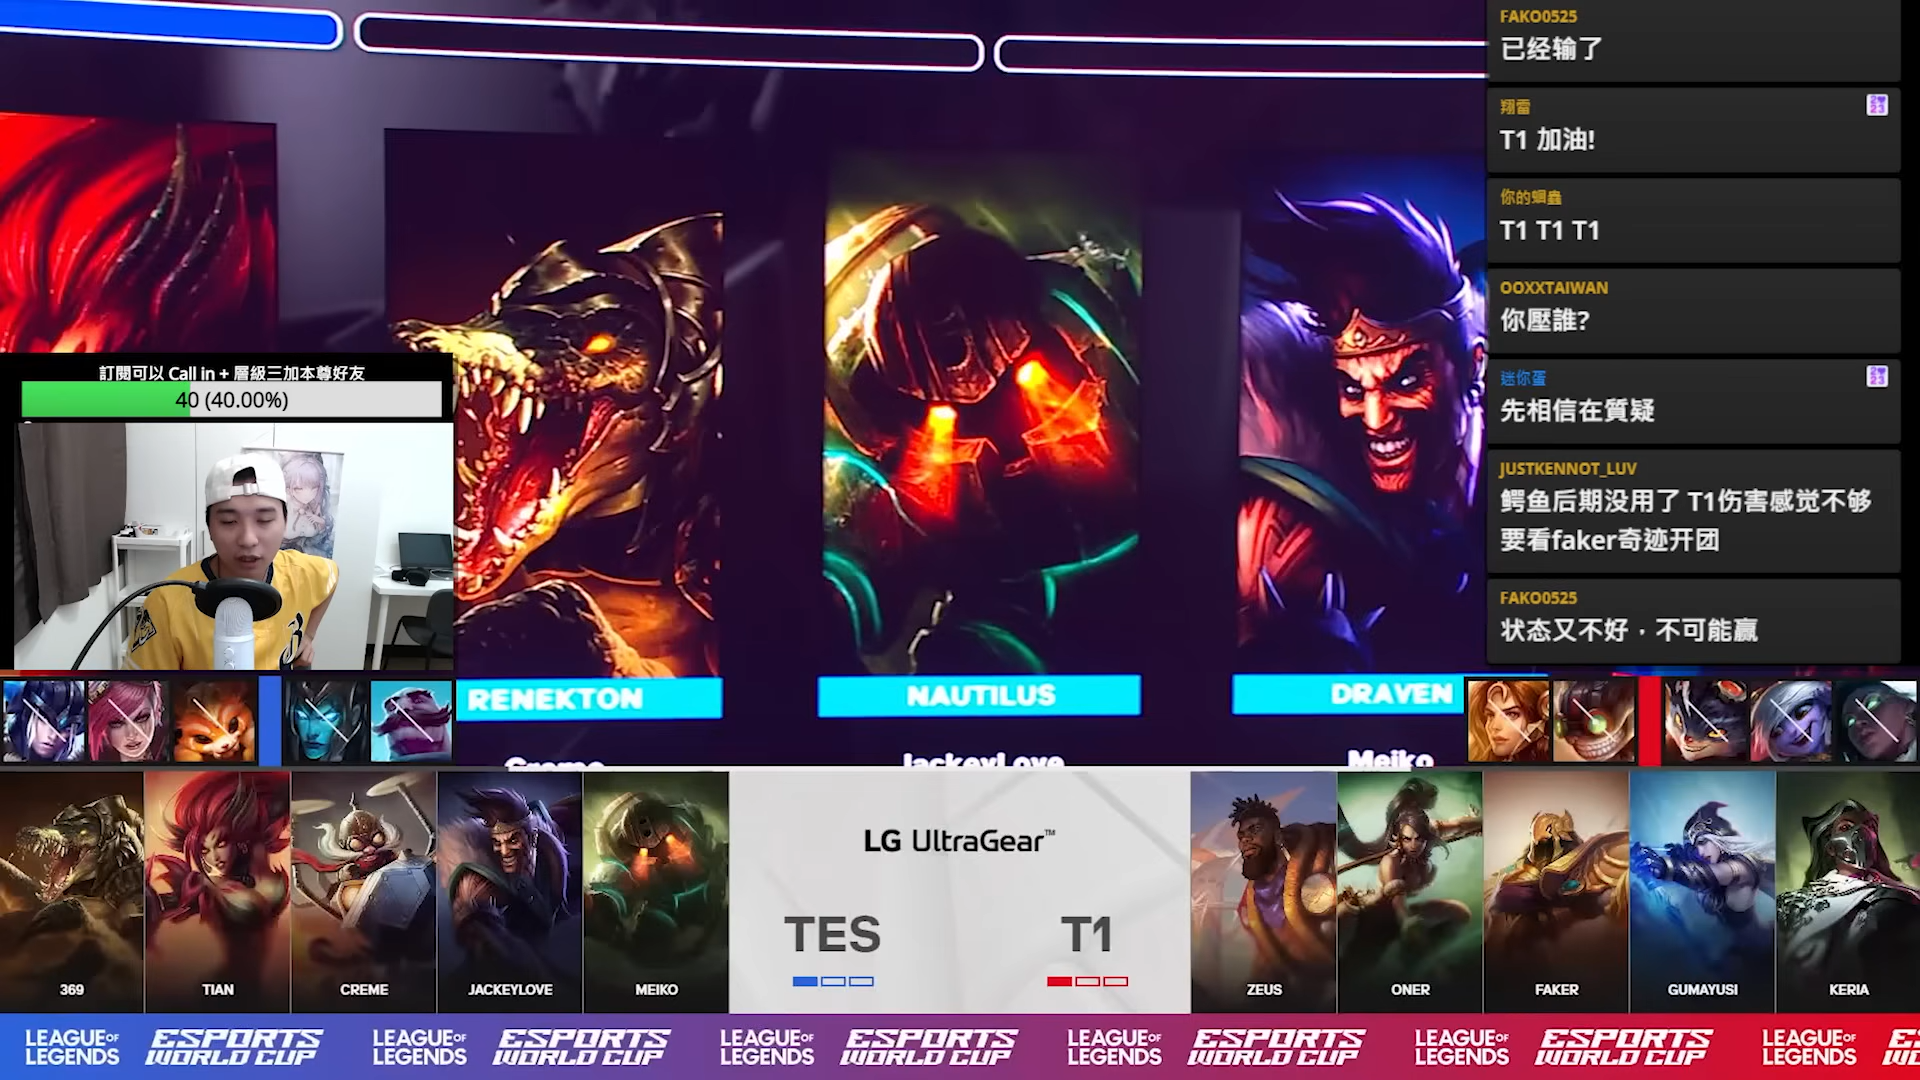 FAKO0525
已经输了
翔雷
T1 加油!
你的蝈蟲
T1 T1 T1
OOXXTAIWAN
你壓誰?
迷你蛋
先相信在質疑
JUSTKENNOT_LUV
鳄鱼后期没用了 T1伤害感觉不够
要看faker奇迹开团
FAKO0525
状态又不好，不可能赢
訂閱可以 Call in + 層級三加本尊好友
40 (40.00%)
RENEKTON
NAUTILUS
DRAVEN
Creme
JackeyLove
Meiko
LG UltraGear™
TES
T1
369
TIAN
CREME
JACKEYLOVE
MEIKO
ZEUS
ONER
FAKER
GUMAYUSI
KERIA
LEAGUE OF LEGENDS ESPORTS WORLD CUP
LEAGUE OF LEGENDS ESPORTS WORLD CUP
LEAGUE OF LEGENDS ESPORTS WORLD CUP
LEAGUE OF LEGENDS ESPORTS WORLD CUP
LEAGUE OF LEGENDS ESPORTS WORLD CUP
LEAGUE OF LEGENDS